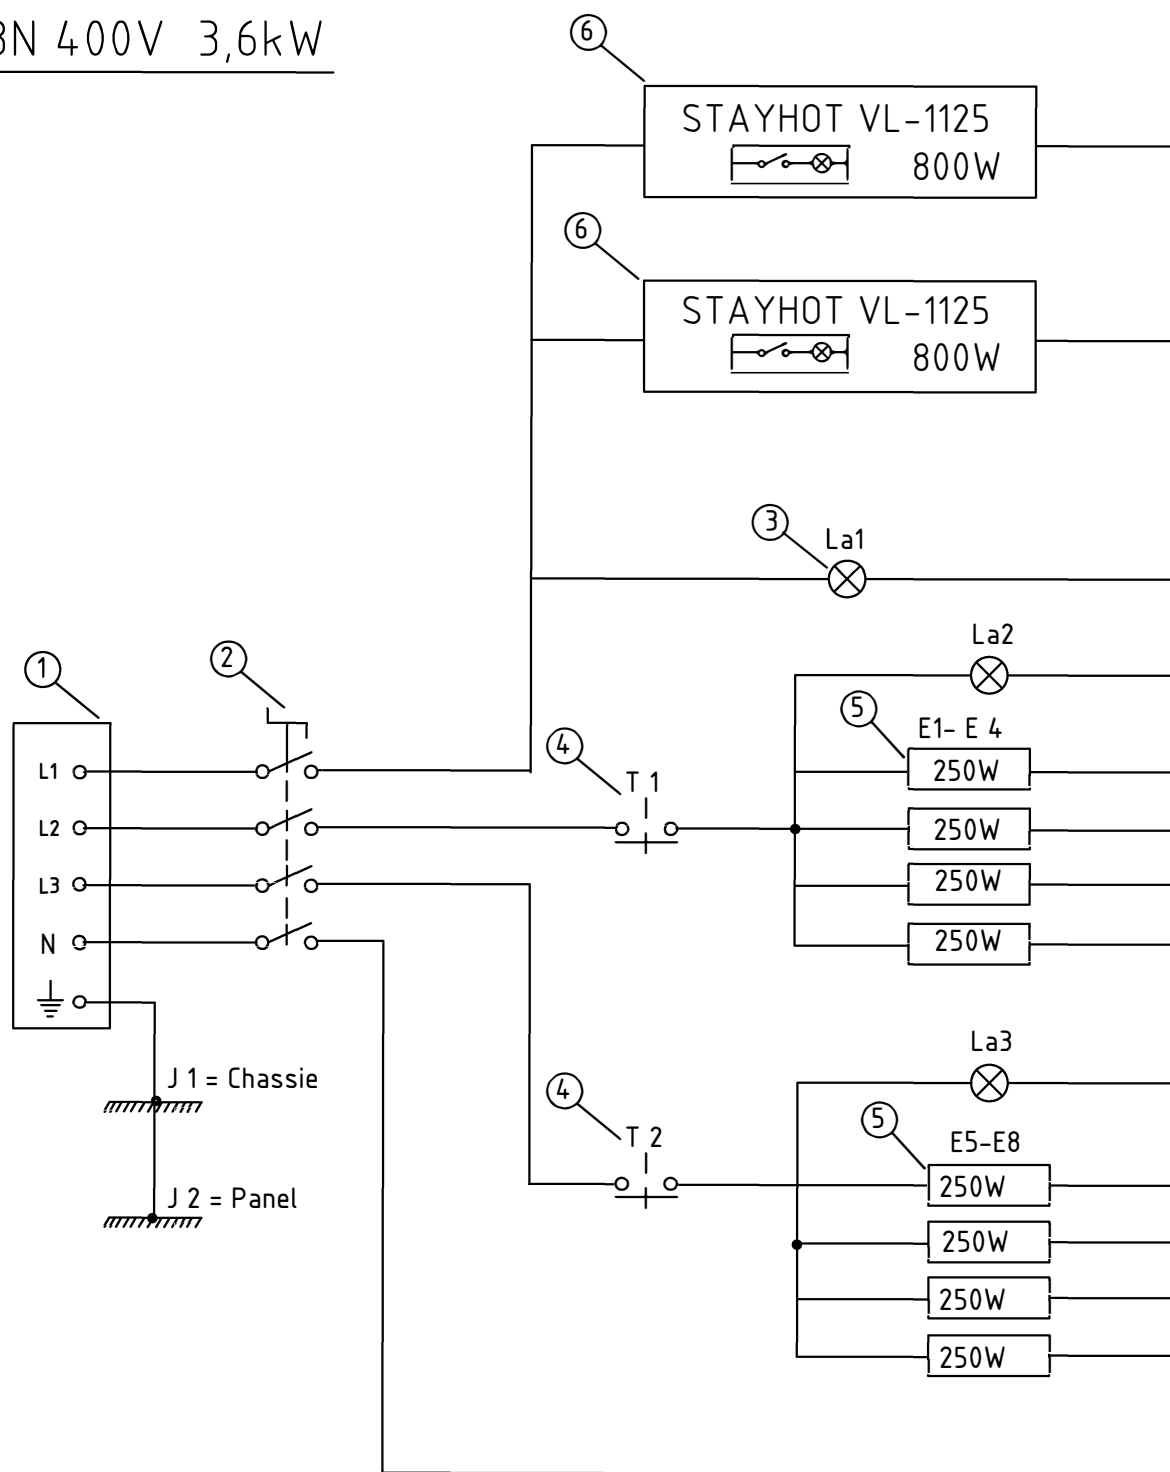 3N 400V 3,6kW
6
STAYHOT VL-1125
800W
6
STAYHOT VL-1125
800W
3
La1
La2
1
2
5
E1- E 4
4
T 1
250W
250W
250W
250W
L1
L2
L3
N
J 1 = Chassie
J 2 = Panel
La3
4
T 2
5
E5-E8
250W
250W
250W
250W